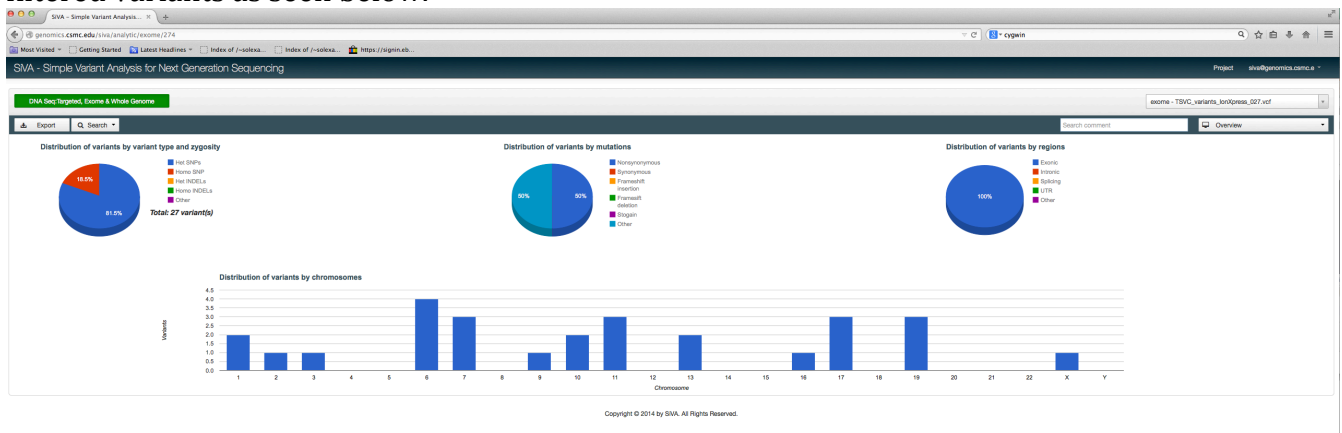 SiVA - Simple Variant Analysis...
genomics.csmc.edu/siva/analytic/exome/274
cygwin
Most Visited
Getting Started
Latest Headlines
Index of /~solexa...
Index of /~solexa...
https://signin.eb...
SiVA - Simple Variant Analysis for Next Generation Sequencing
Project
siva@genomics.csmc.e
DNA Seq:Targeted, Exome & Whole Genome
exome - TSVC_variants_IonXpress_027.vcf
Export
Search
Search comment
Overview
Distribution of variants by variant type and zygosity
18.5%
81.5%
Het SNPs
Homo SNP
Het INDELs
Homo INDELs
Other
Total: 27 variant(s)
Distribution of variants by mutations
50%
50%
Nonsynonymous
Synonymous
Frameshift
insertion
Frameasift
deletion
Stogain
Other
Distribution of variants by regions
100%
Exonic
Intronic
Splicing
UTR
Other
Distribution of variants by chromosomes
4.5
4.0
3.5
3.0
2.5
2.0
1.5
1.0
0.5
0.0
Variants
1 2 3 4 5 6 7 8 9 10 11 12 13 14 15 16 17 18 19 20 21 22 X Y
Chromosome
Copyright © 2014 by SiVA. All Rights Reserved.